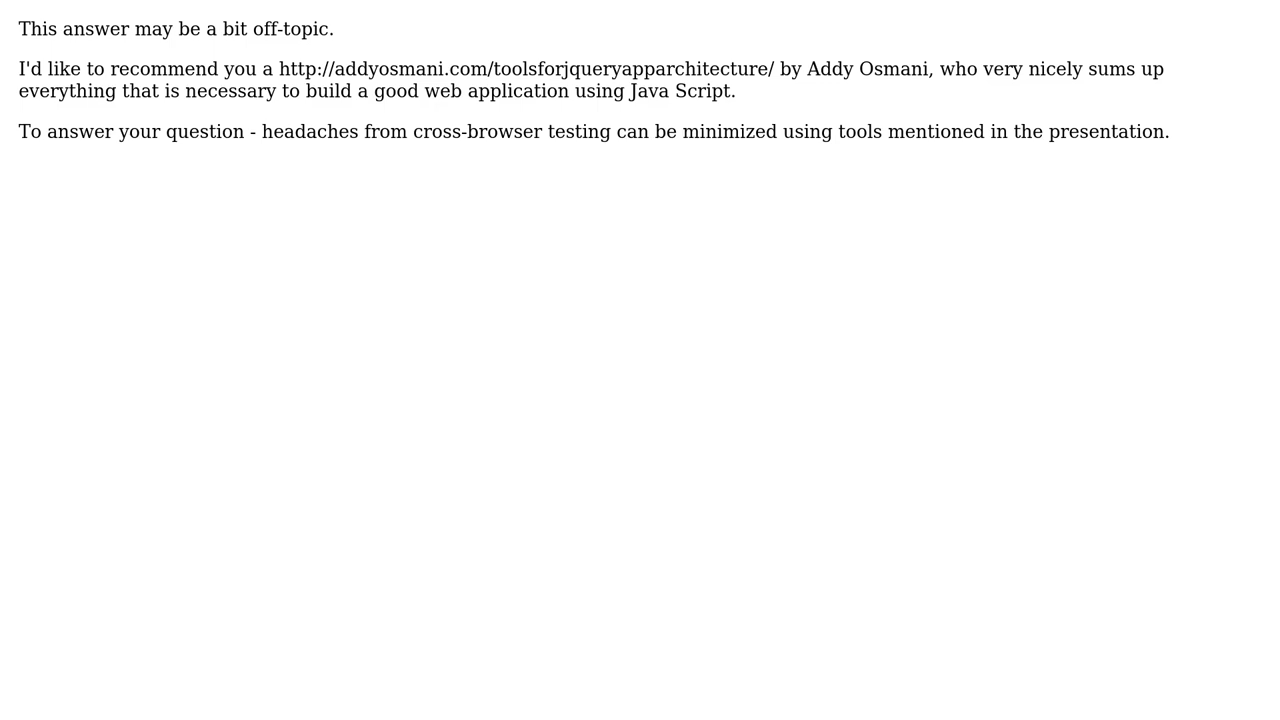 This answer may be a bit off-topic.
I'd like to recommend you a http://addyosmani.com/toolsforjqueryapparchitecture/ by Addy Osmani, who very nicely sums up
everything that is necessary to build a good web application using Java Script.
To answer your question - headaches from cross-browser testing can be minimized using tools mentioned in the presentation.